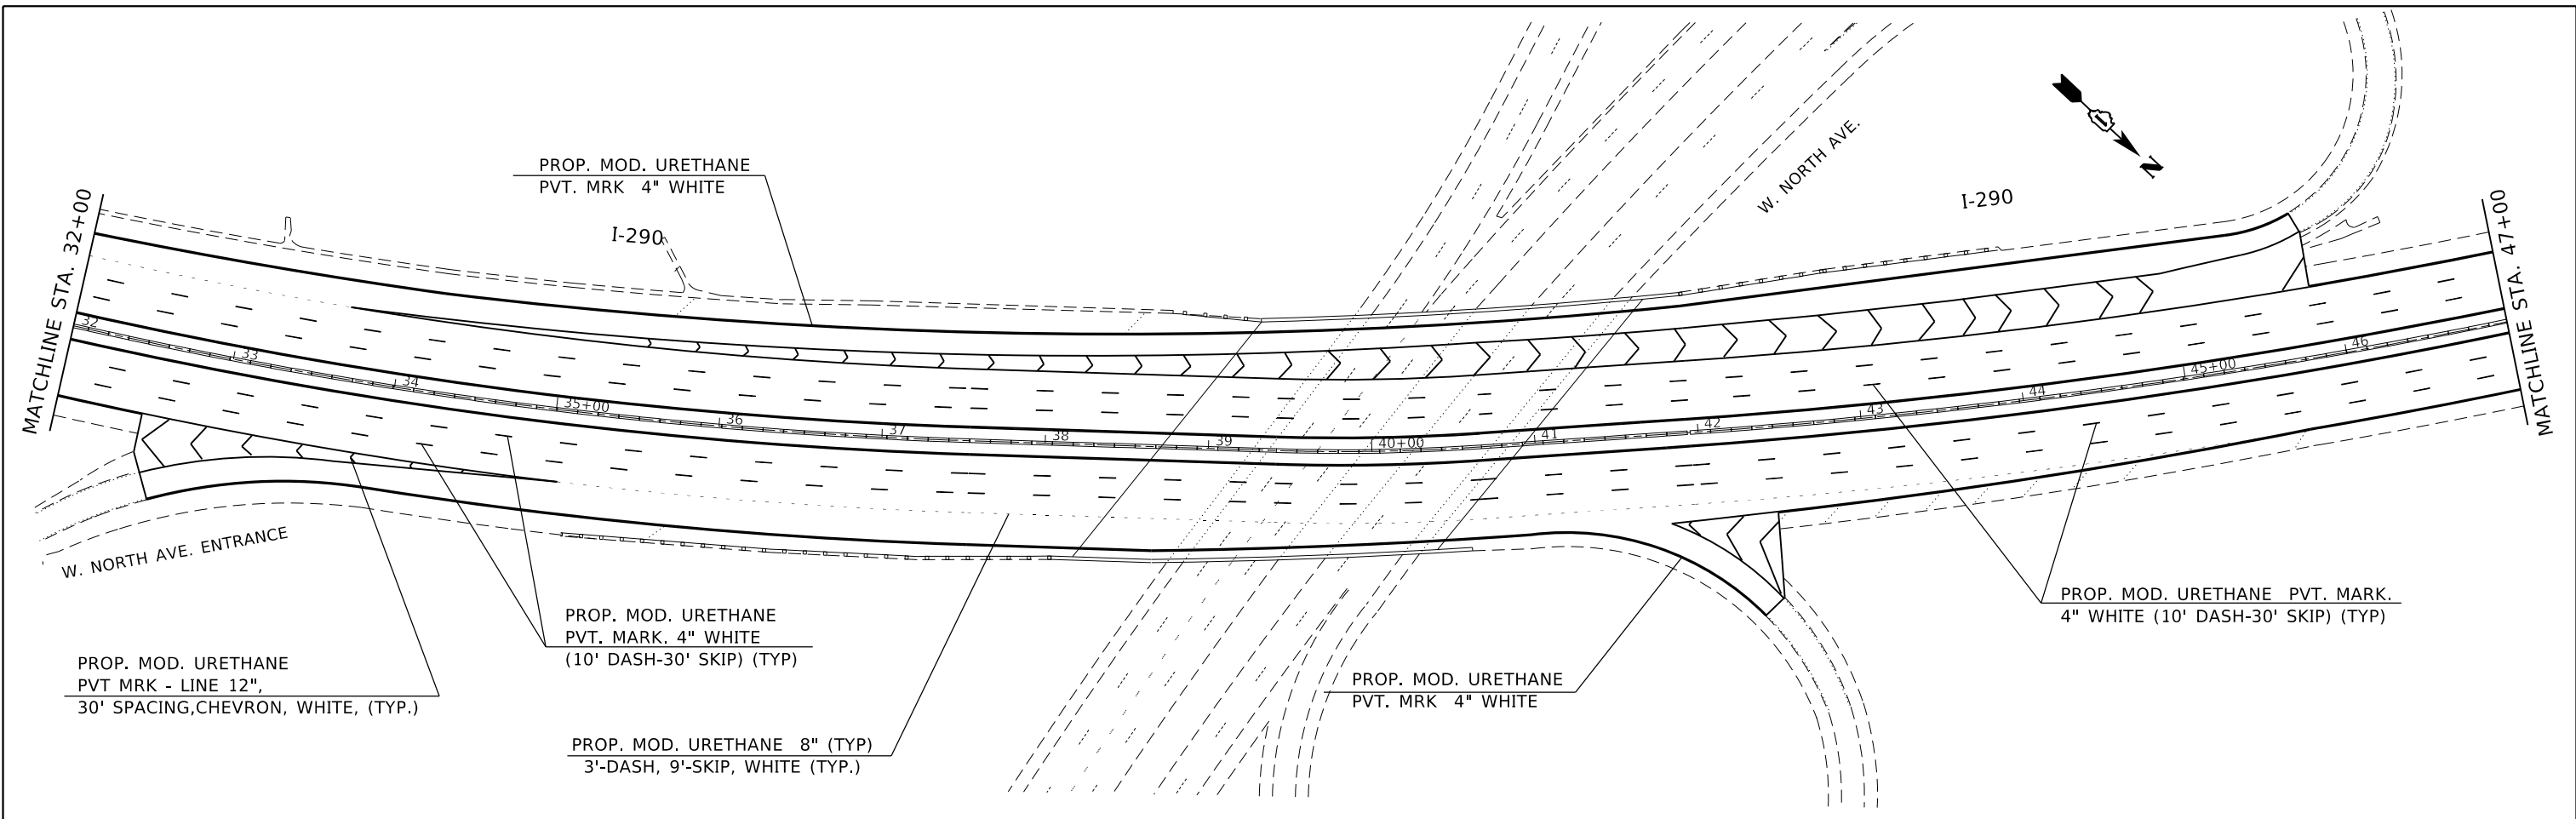 PROP. MOD. URETHANE
PVT. MRK 4" WHITE
W. NORTH AVE.
N
I-290
I-290
MATCHLINE STA. 32+00
MATCHLINE STA. 47+00
32
33
34
35+00
36
37
38
39
40+00
41
42
43
44
45+00
46
W. NORTH AVE. ENTRANCE
PROP. MOD. URETHANE
PVT MRK - LINE 12",
30' SPACING,CHEVRON, WHITE, (TYP.)
PROP. MOD. URETHANE
PVT. MARK. 4" WHITE
(10' DASH-30' SKIP) (TYP)
PROP. MOD. URETHANE 8" (TYP)
3'-DASH, 9'-SKIP, WHITE (TYP.)
PROP. MOD. URETHANE
PVT. MRK 4" WHITE
PROP. MOD. URETHANE PVT. MARK.
4" WHITE (10' DASH-30' SKIP) (TYP)